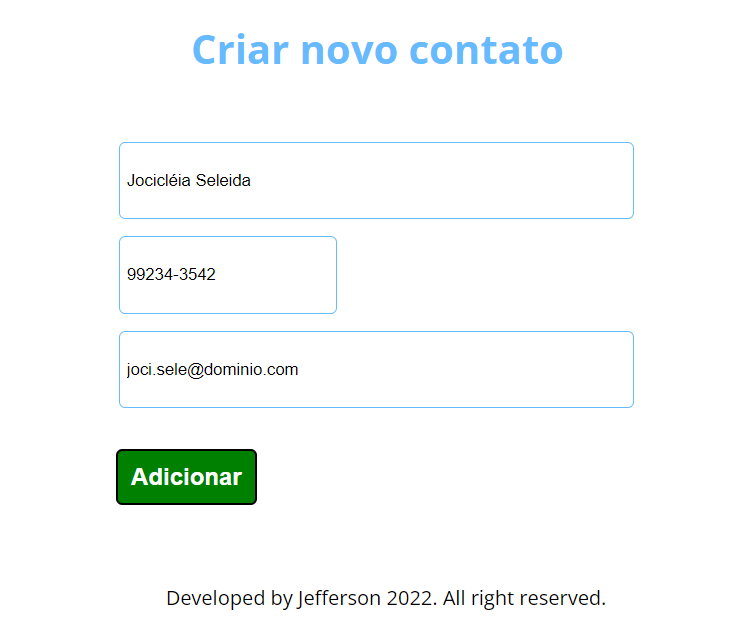 Criar novo contato
Jocicléia Seleida
99234-3542
joci.sele@dominio.com
Adicionar
Developed by Jefferson 2022. All right reserved.